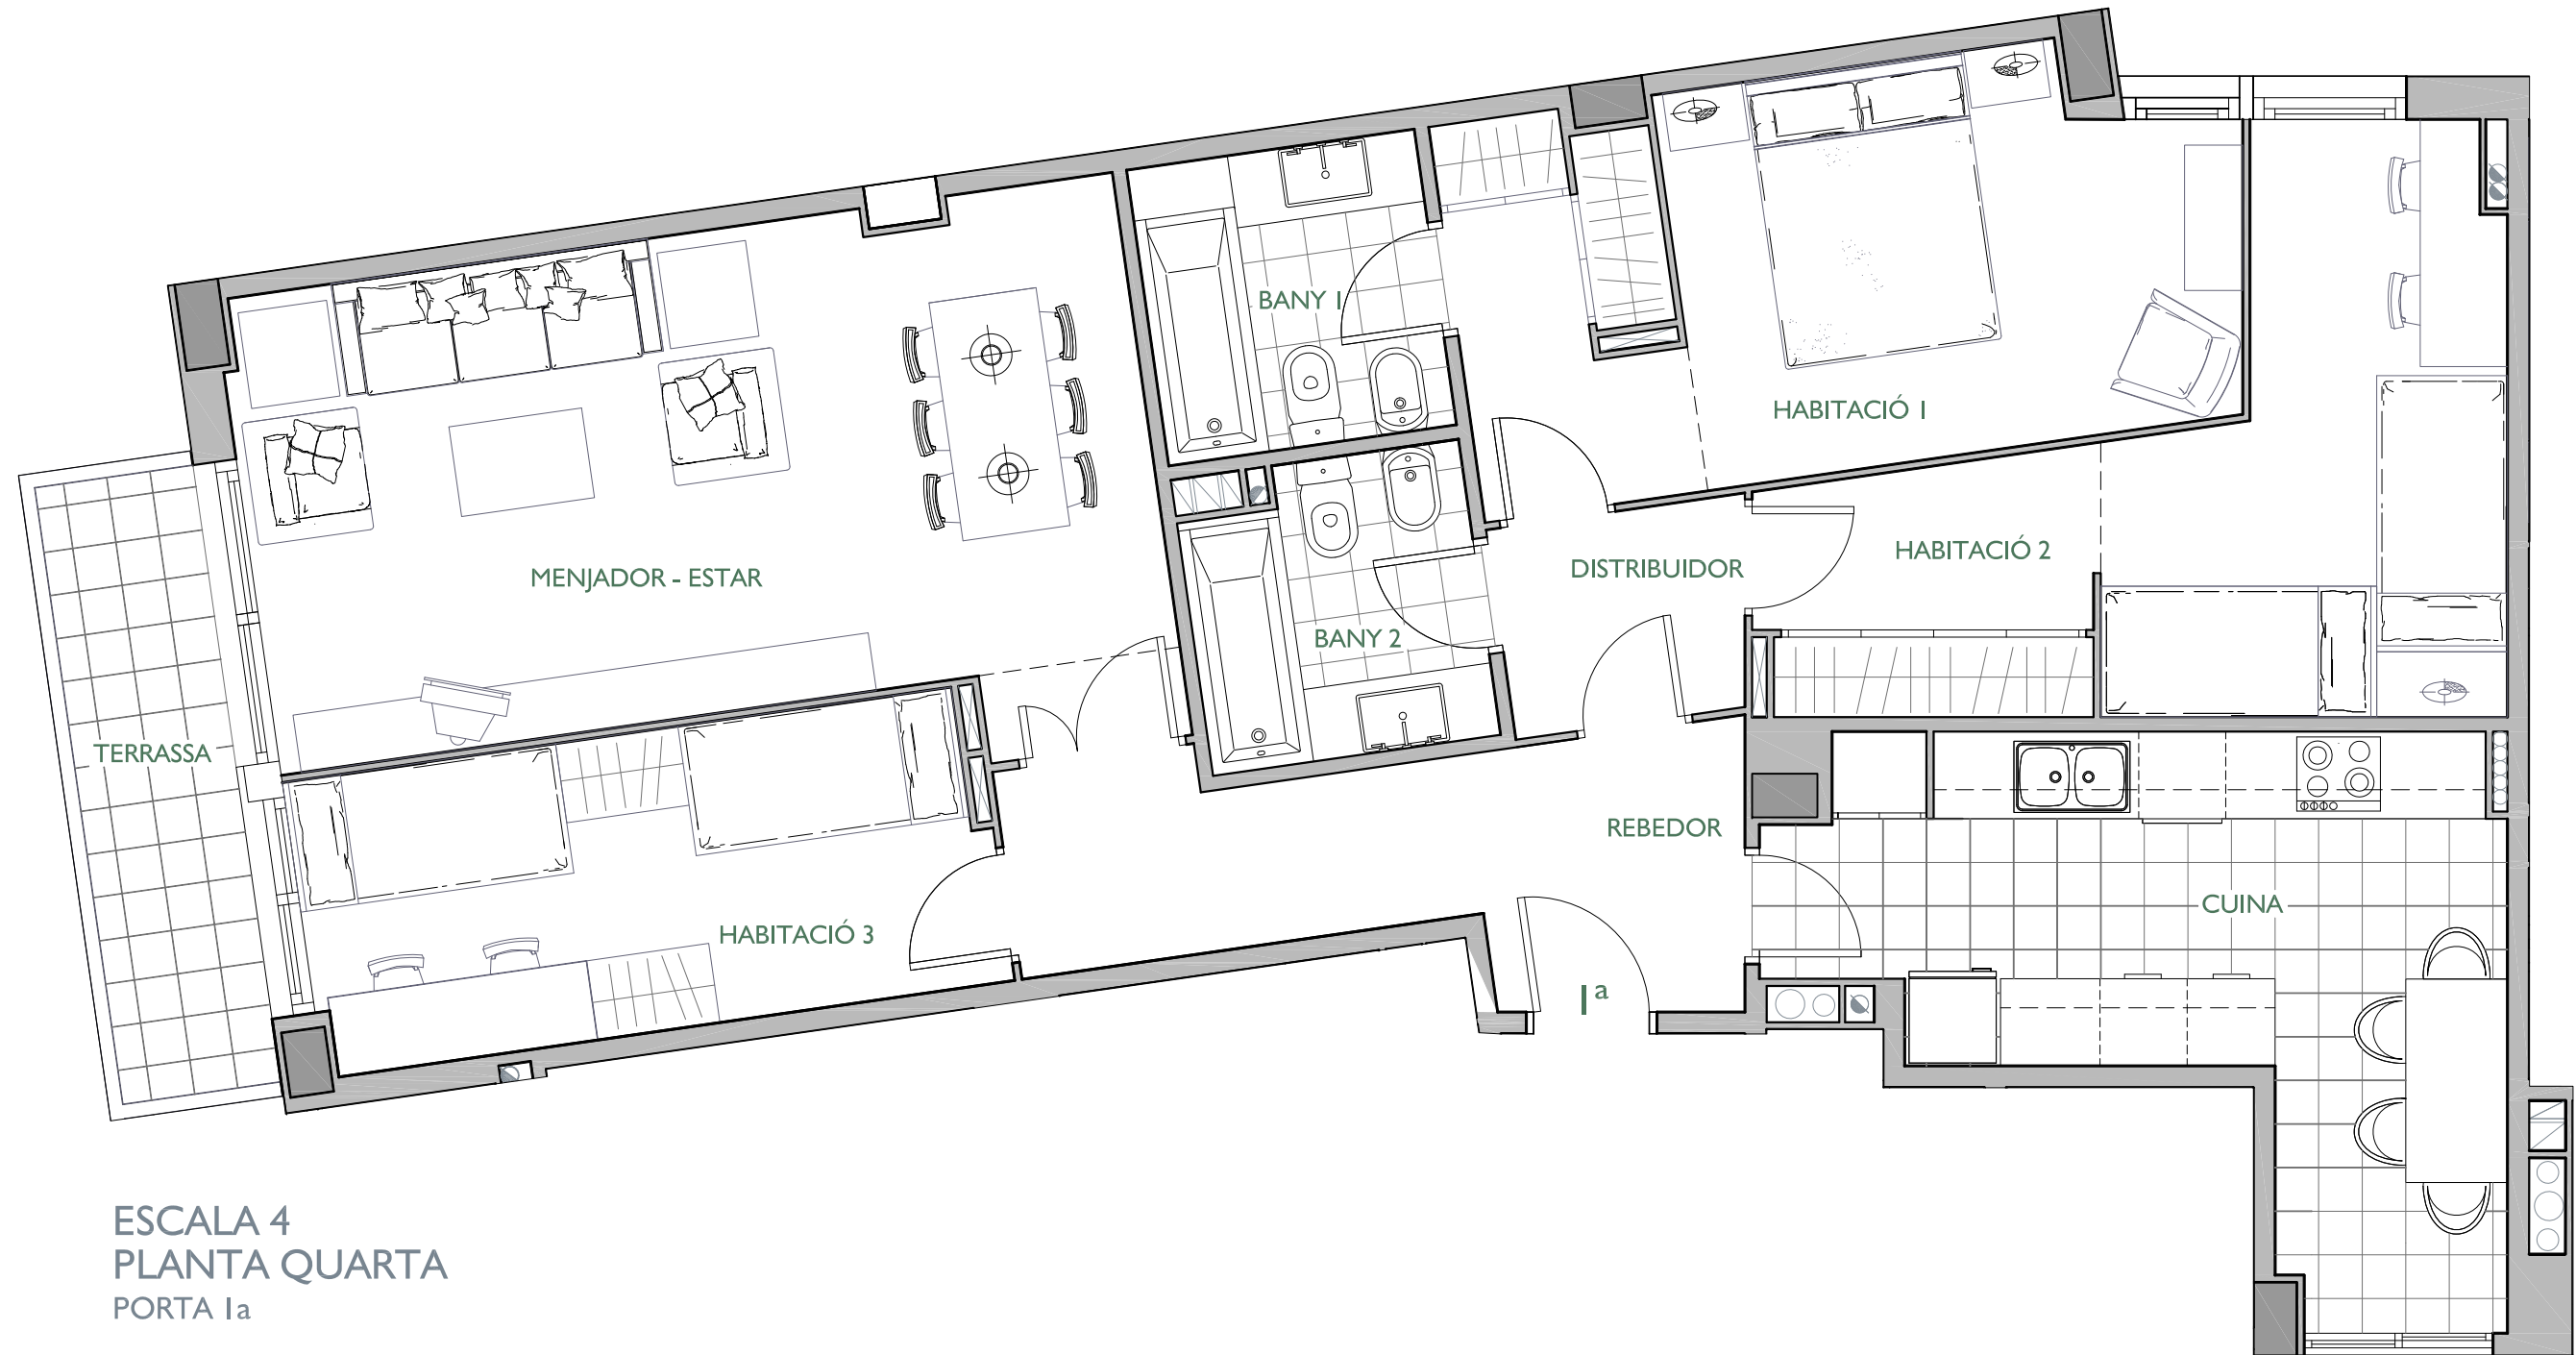 BANY 1
HABITACIÓ 1
HABITACIÓ 2
DISTRIBUIDOR
MENJADOR - ESTAR
BANY 2
TERRASSA
REBEDOR
CUINA
HABITACIÓ 3
1ª
ESCALA 4
PLANTA QUARTA
PORTA 1a